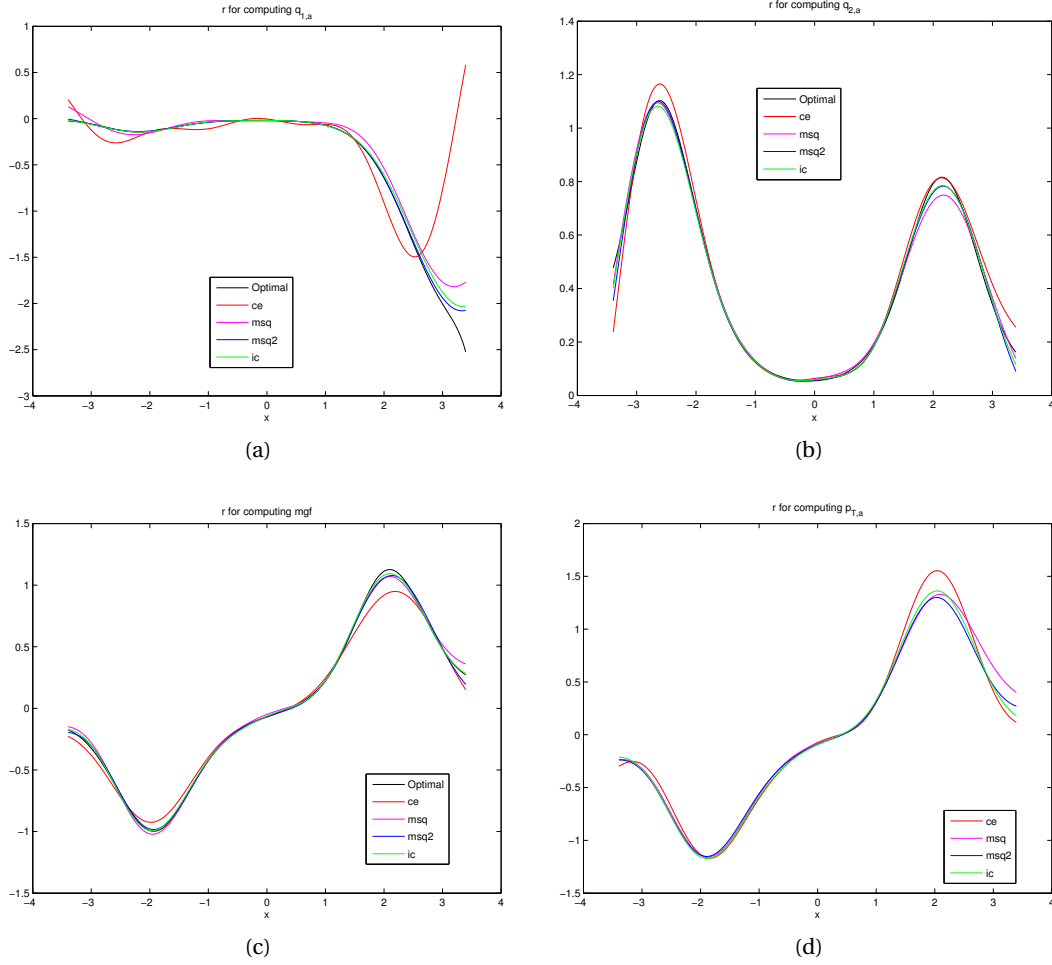 r for computing q1,a
1
0.5
0
−0.5
−1
−1.5
−2
−2.5
−3
−4 −3 −2 −1 0 1 2 3 4
x
Optimal
ce
msq
msq2
ic
(a)
r for computing q2,a
1.4
1.2
1
0.8
0.6
0.4
0.2
0
−4 −3 −2 −1 0 1 2 3 4
x
Optimal
ce
msq
msq2
ic
(b)
r for computing mgf
1.5
1
0.5
0
−0.5
−1
−1.5
−4 −3 −2 −1 0 1 2 3 4
x
Optimal
ce
msq
msq2
ic
(c)
r for computing pT,a
2
1.5
1
0.5
0
−0.5
−1
−1.5
−4 −3 −2 −1 0 1 2 3 4
x
ce
msq
msq2
ic
(d)